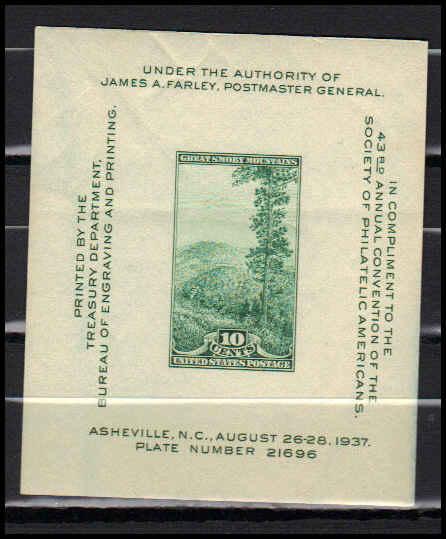 UNDER THE AUTHORITY OF
JAMES A. FARLEY, POSTMASTER GENERAL.
PRINTED BY THE
TREASURY DEPARTMENT,
BUREAU OF ENGRAVING AND PRINTING.
GREAT SMOKY MOUNTAINS
10
CENTS
UNITED STATES POSTAGE
IN COMPLIMENT TO THE
43RD ANNUAL CONVENTION OF THE
SOCIETY OF PHILATELIC AMERICANS.
ASHEVILLE, N.C., AUGUST 26-28, 1937.
PLATE NUMBER 21696